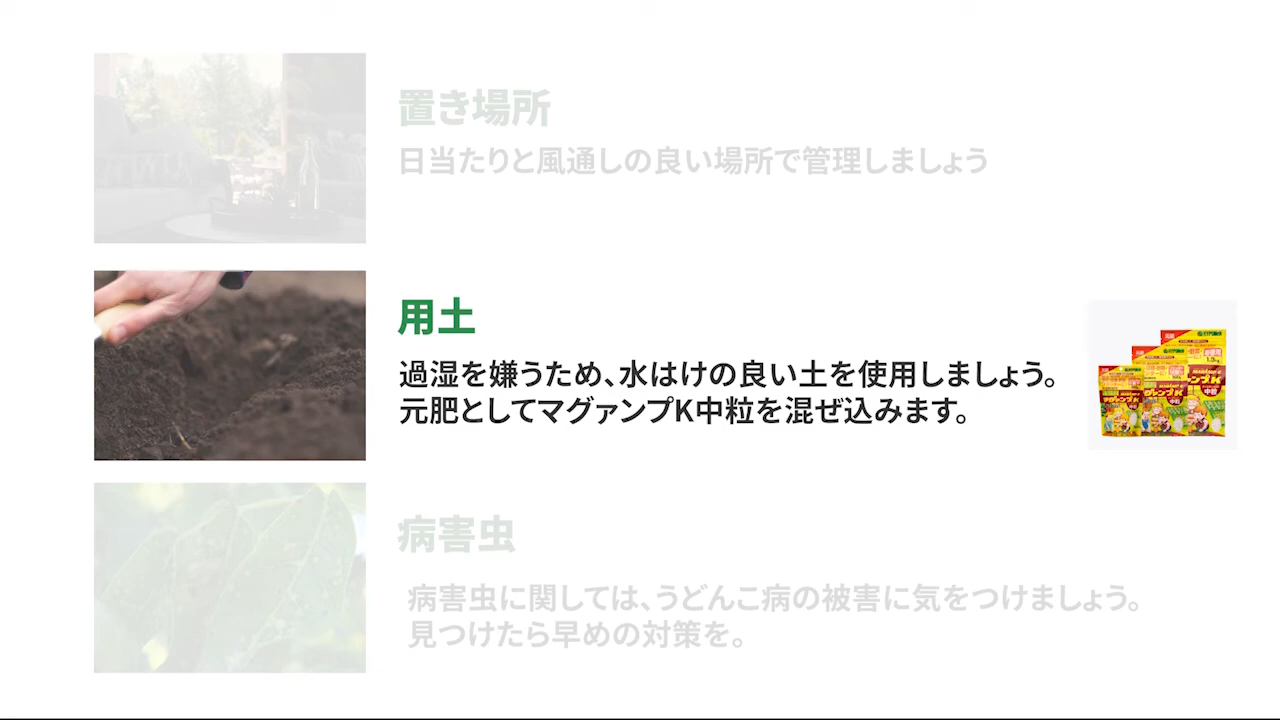 置き場所
日当たりと風通しの良い場所で管理しましょう
用土
過湿を嫌うため、水はけの良い土を使用しましょう。
元肥としてマグァンプK中粒を混ぜ込みます。
病害虫
病害虫に関しては、うどんこ病の被害に気をつけましょう。
見つけたら早めの対策を。